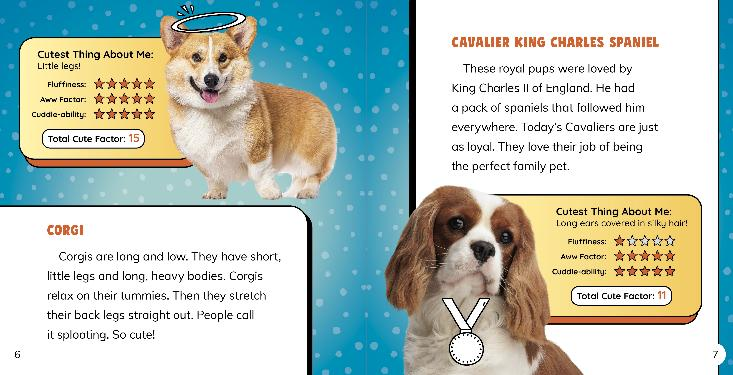 Cutest Thing About Me:
Little legs!
Fluffiness:
Aww Factor:
Cuddle-ability:
Total Cute Factor: 15
CORGI
Corgis are long and low. They have short,
little legs and long, heavy bodies. Corgis
relax on their tummies. Then they stretch
their back legs straight out. People call
it splooting. So cute!
6
CAVALIER KING CHARLES SPANIEL
These royal pups were loved by
King Charles II of England. He had
a pack of spaniels that followed him
everywhere. Today's Cavaliers are just
as loyal. They love their job of being
the perfect family pet.
Cutest Thing About Me:
Long ears covered in silky hair!
Fluffiness:
Aww Factor:
Cuddle-ability:
Total Cute Factor: 11
7